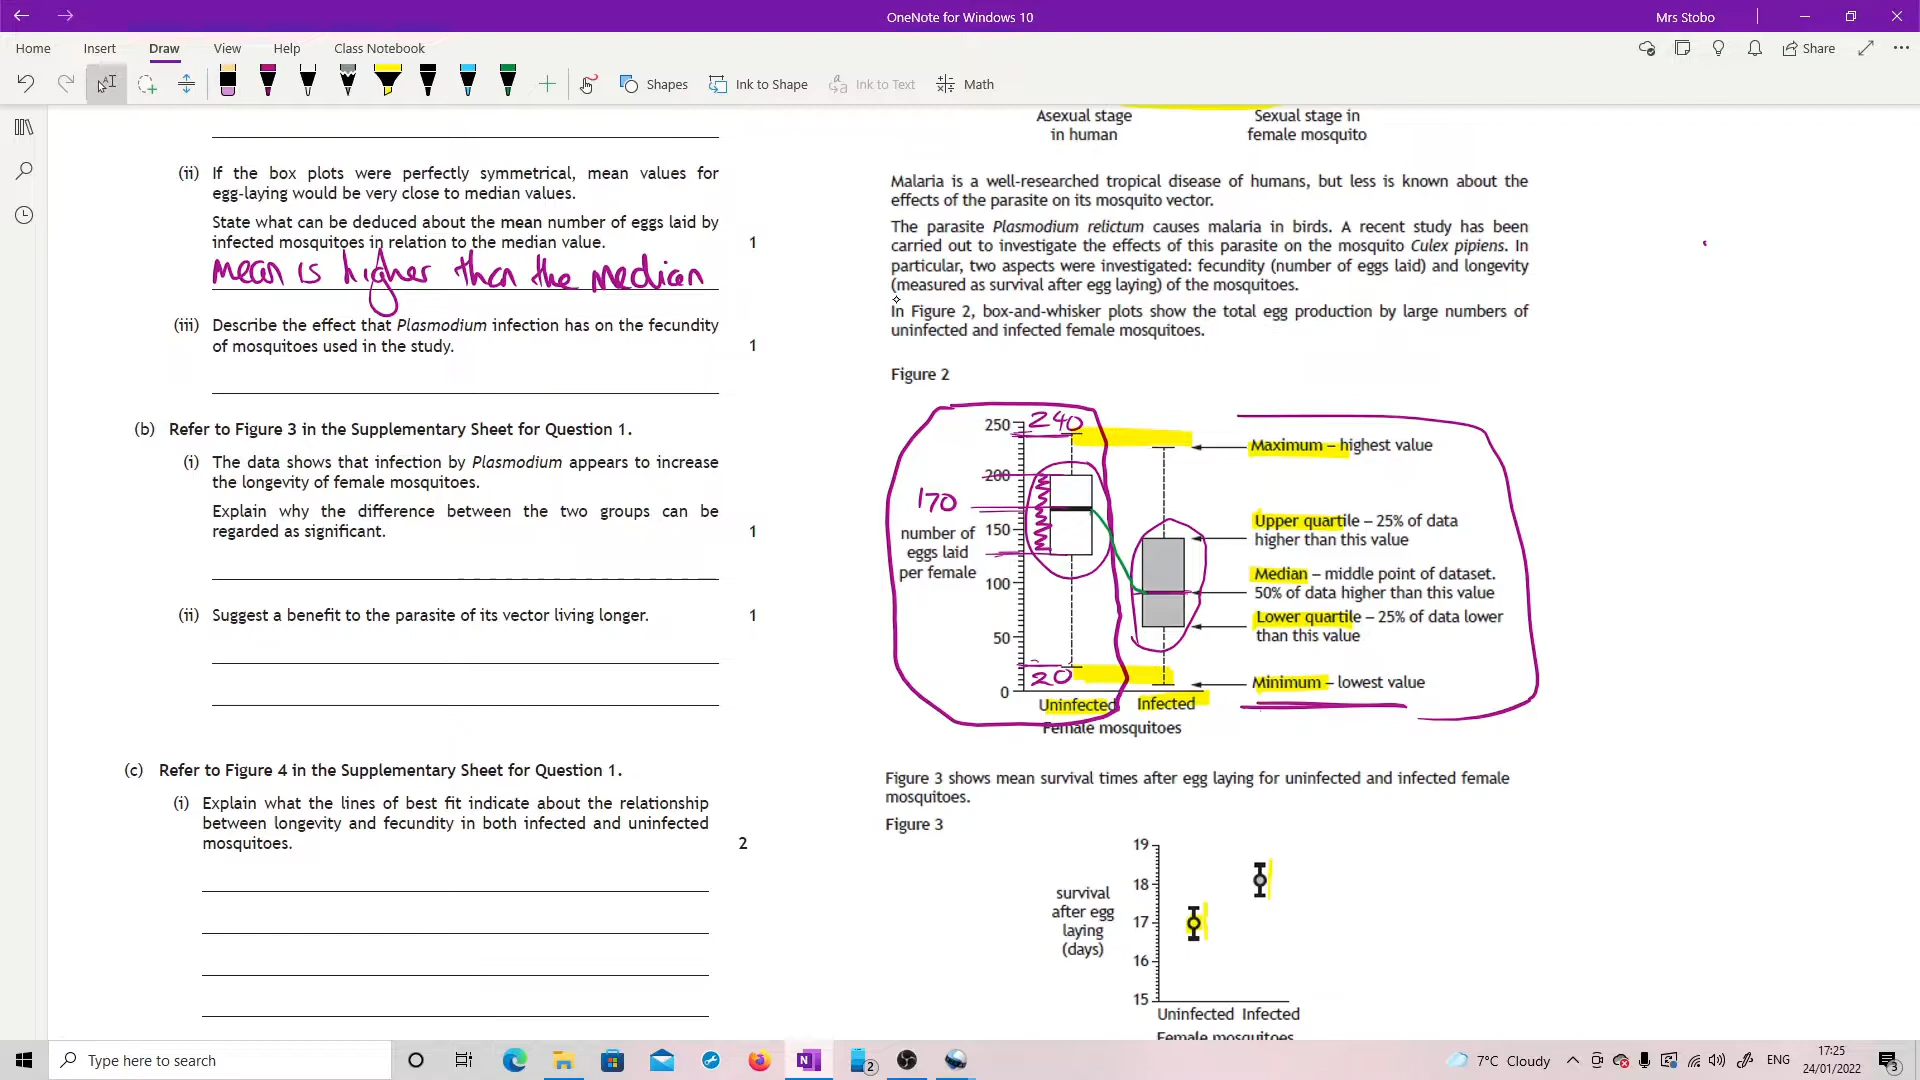 OneNote for Windows 10
Mrs Stobo
Home Insert Draw View Help Class Notebook
Share
Shapes Ink to Shape Ink to Text Math
(ii) If the box plots were perfectly symmetrical, mean values for
egg-laying would be very close to median values.
State what can be deduced about the mean number of eggs laid by
infected mosquitoes in relation to the median value. 1
mean is higher than the median
(iii) Describe the effect that Plasmodium infection has on the fecundity
of mosquitoes used in the study. 1
(b) Refer to Figure 3 in the Supplementary Sheet for Question 1.
(i) The data shows that infection by Plasmodium appears to increase
the longevity of female mosquitoes.
Explain why the difference between the two groups can be
regarded as significant. 1
(ii) Suggest a benefit to the parasite of its vector living longer. 1
(c) Refer to Figure 4 in the Supplementary Sheet for Question 1.
(i) Explain what the lines of best fit indicate about the relationship
between longevity and fecundity in both infected and uninfected
mosquitoes. 2
Asexual stage
in human
Sexual stage in
female mosquito
Malaria is a well-researched tropical disease of humans, but less is known about the
effects of the parasite on its mosquito vector.
The parasite Plasmodium relictum causes malaria in birds. A recent study has been
carried out to investigate the effects of this parasite on the mosquito Culex pipiens. In
particular, two aspects were investigated: fecundity (number of eggs laid) and longevity
(measured as survival after egg laying) of the mosquitoes.
In Figure 2, box-and-whisker plots show the total egg production by large numbers of
uninfected and infected female mosquitoes.
Figure 2
250
200
150
100
50
0
240
170
20
number of
eggs laid
per female
Uninfected Infected
Female mosquitoes
Maximum – highest value
Upper quartile – 25% of data
higher than this value
Median – middle point of dataset.
50% of data higher than this value
Lower quartile – 25% of data lower
than this value
Minimum – lowest value
Figure 3 shows mean survival times after egg laying for uninfected and infected female
mosquitoes.
Figure 3
19
18
17
16
15
survival
after egg
laying
(days)
Uninfected Infected
Female mosquitoes
Type here to search
2
7°C Cloudy
ENG
17:25
24/01/2022
3